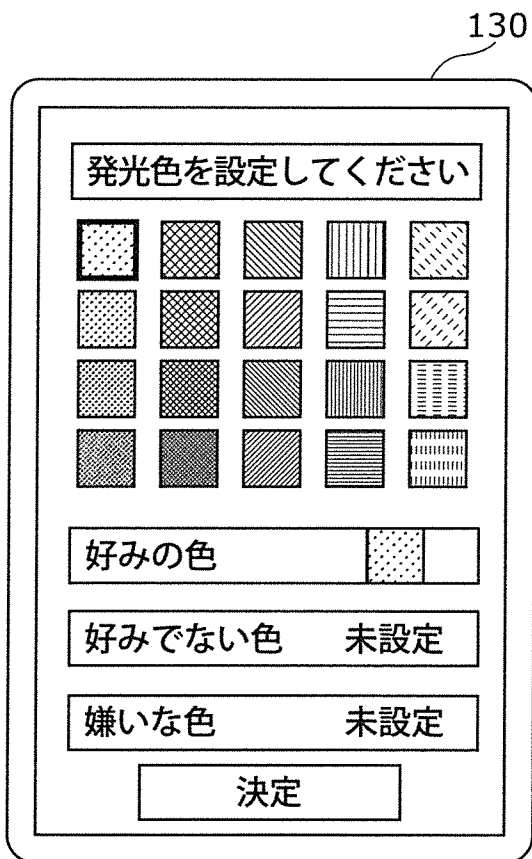 130
発光色を設定してください
好みの色
好みでない色 未設定
嫌いな色 未設定
決定